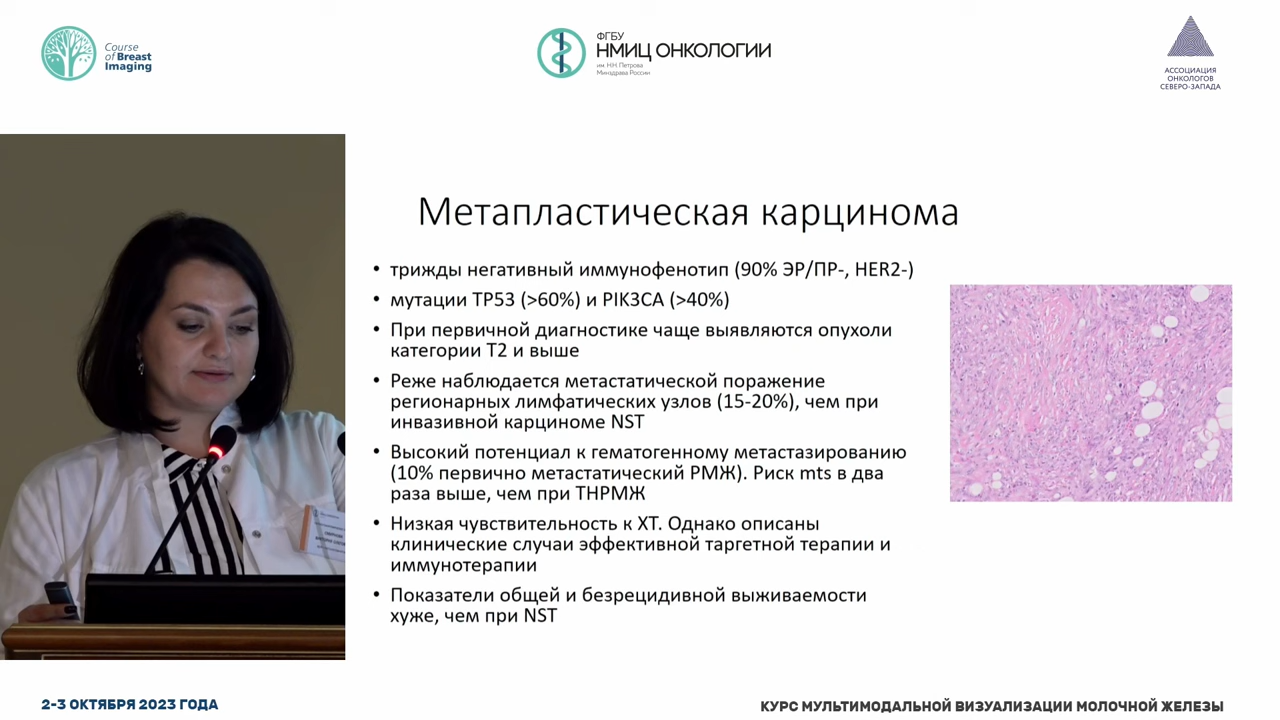 Course
of Breast
Imaging
ФГБУ
НМИЦ ОНКОЛОГИИ
им. Н.Н. Петрова
Минздрава России
АССОЦИАЦИЯ
ОНКОЛОГОВ
СЕВЕРО-ЗАПАДА
Метапластическая карцинома
• трижды негативный иммунофенотип (90% ЭР/ПР-, HER2-)
• мутации TP53 (>60%) и PIK3CA (>40%)
• При первичной диагностике чаще выявляются опухоли
категории Т2 и выше
• Реже наблюдается метастатической поражение
регионарных лимфатических узлов (15-20%), чем при
инвазивной карциноме NST
• Высокий потенциал к гематогенному метастазированию
(10% первично метастатический РМЖ). Риск mts в два
раза выше, чем при ТНРМЖ
• Низкая чувствительность к ХТ. Однако описаны
клинические случаи эффективной таргетной терапии и
иммунотерапии
• Показатели общей и безрецидивной выживаемости
хуже, чем при NST
2-3 ОКТЯБРЯ 2023 ГОДА
КУРС МУЛЬТИМОДАЛЬНОЙ ВИЗУАЛИЗАЦИИ МОЛОЧНОЙ ЖЕЛЕЗЫ